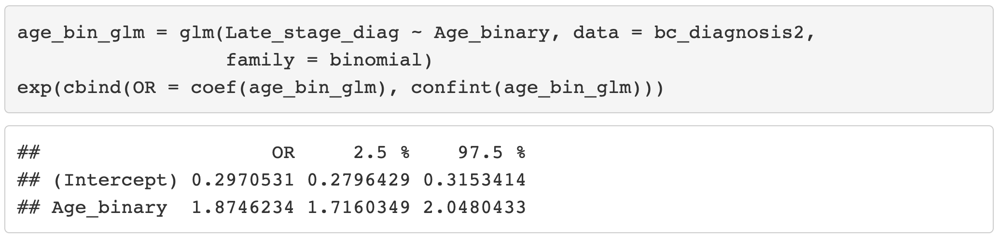 age_bin_glm = glm(Late_stage_diag ~ Age_binary, data = bc_diagnosis2,
                  family = binomial)
exp(cbind(OR = coef(age_bin_glm), confint(age_bin_glm)))
##                    OR     2.5 %    97.5 %
## (Intercept) 0.2970531 0.2796429 0.3153414
## Age_binary  1.8746234 1.7160349 2.0480433